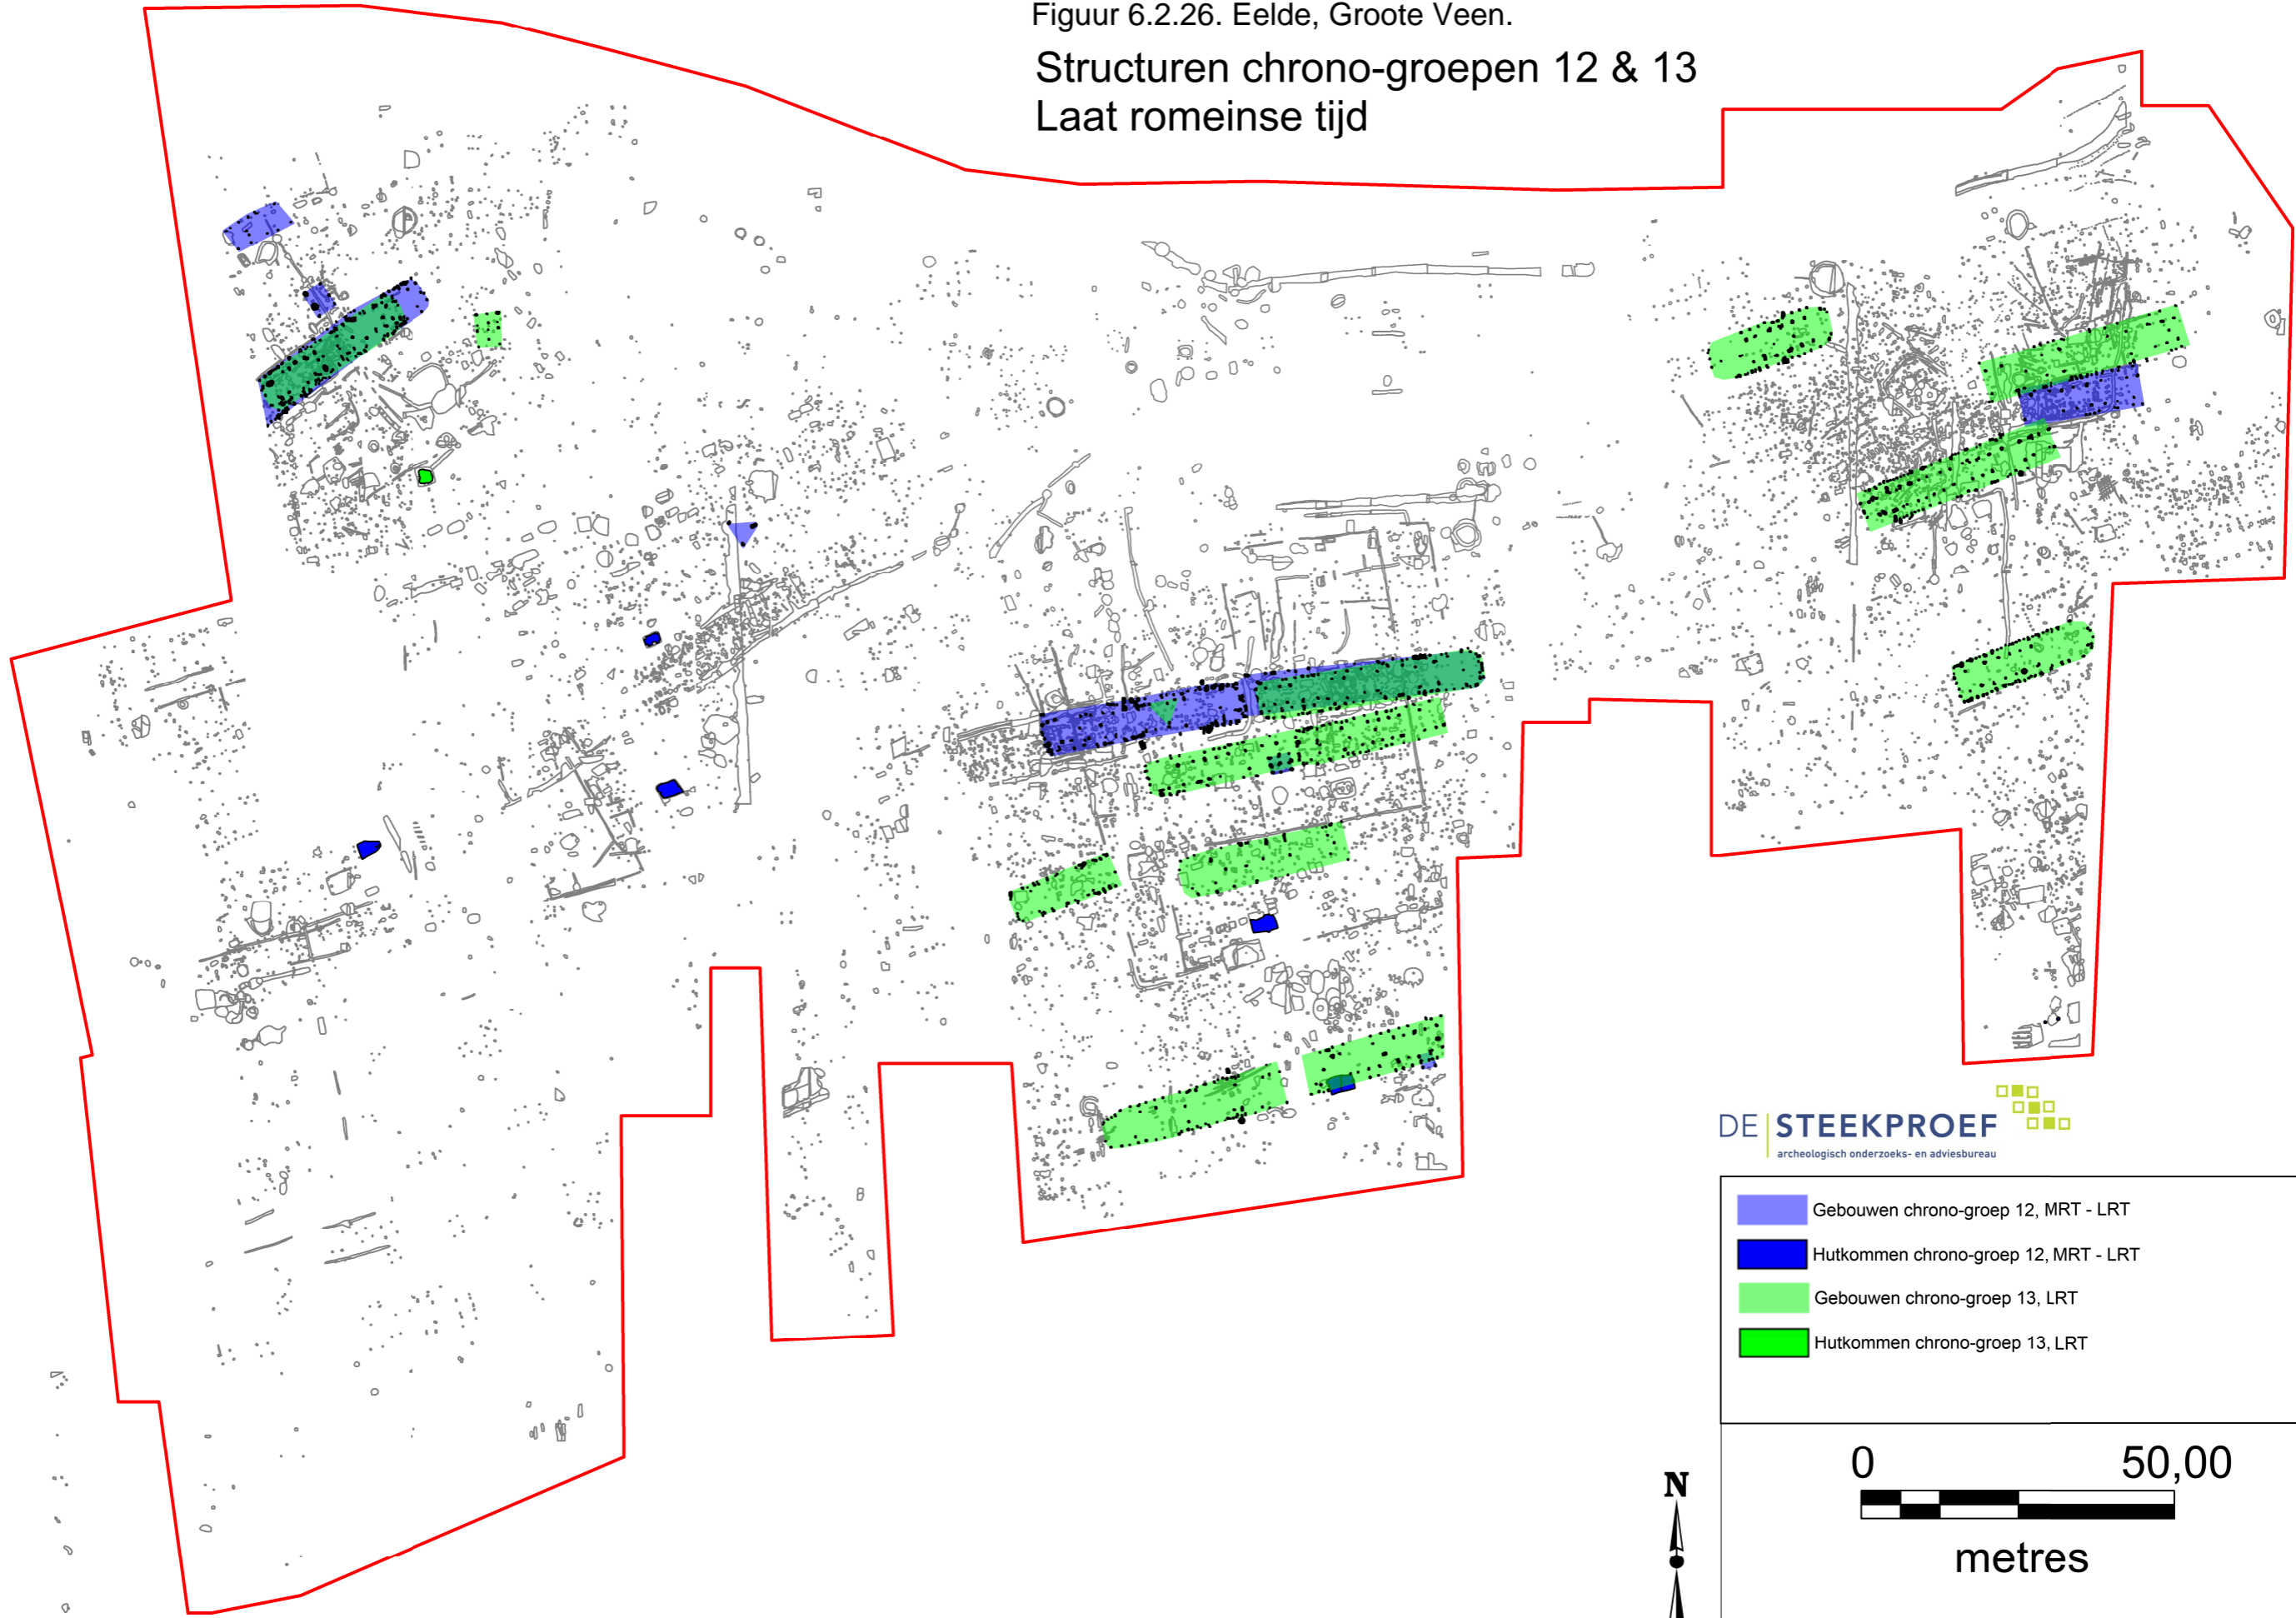 Figuur 6.2.26. Eelde, Groote Veen.
Structuren chrono-groepen 12 & 13
Laat romeinse tijd
DE STEEKPROEF
archeologisch onderzoeks- en adviesbureau
Gebouwen chrono-groep 12, MRT - LRT
Hutkommen chrono-groep 12, MRT - LRT
Gebouwen chrono-groep 13, LRT
Hutkommen chrono-groep 13, LRT
0 50,00
metres
N